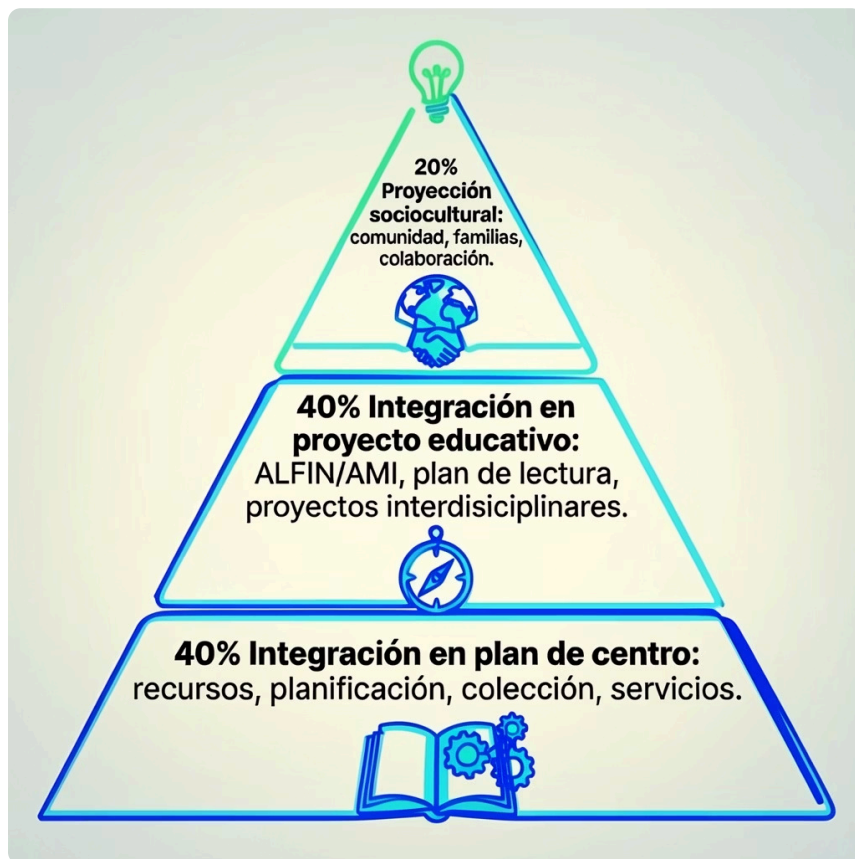 20%
Proyección
sociocultural:
comunidad, familias,
colaboración.
40% Integración en
proyecto educativo:
ALFIN/AMI, plan de lectura,
proyectos interdisiciplinares.
40% Integración en plan de centro:
recursos, planificación, colección, servicios.